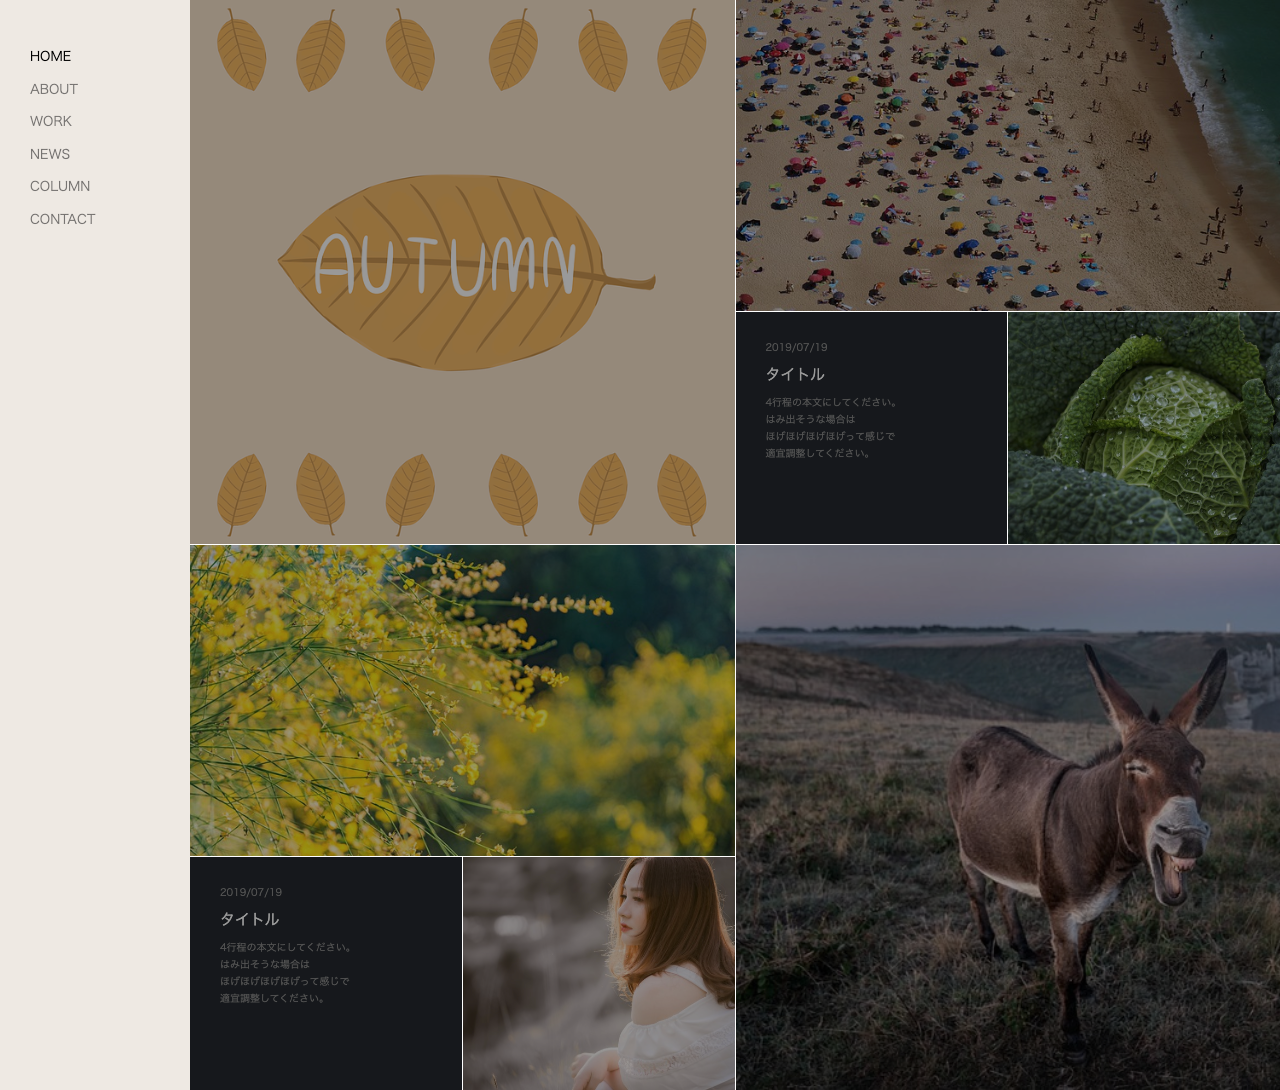 HOME
ABOUT
WORK
NEWS
COLUMN
CONTACT
AUTUMN
2019/07/19
タイトル
4行程の本文にしてください。
はみ出そうな場合は
ほげほげほげほげって感じで
適宜調整してください。
2019/07/19
タイトル
4行程の本文にしてください。
はみ出そうな場合は
ほげほげほげほげって感じで
適宜調整してください。